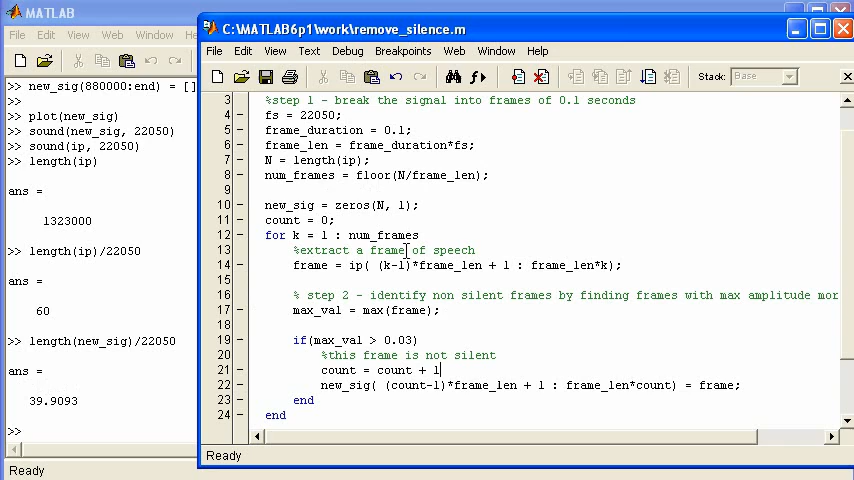 MATLAB
File Edit View Web Window
>> new_sig(880000:end) = []
>>
>> plot(new_sig)
>> sound(new_sig, 22050)
>> sound(ip, 22050)
>> length(ip)
ans =
1323000
>> length(ip)/22050
ans =
60
>> length(new_sig)/22050
ans =
39.9093
>>
Ready
C:\MATLAB6p1\work\remove_silence.m
File Edit View Text Debug Breakpoints Web Window Help
Stack: Base
3 %step 1 - break the signal into frames of 0.1 seconds
4 - fs = 22050;
5 - frame_duration = 0.1;
6 - frame_len = frame_duration*fs;
7 - N = length(ip);
8 - num_frames = floor(N/frame_len);
9
10 - new_sig = zeros(N, 1);
11 - count = 0;
12 - for k = 1 : num_frames
13 %extract a frame of speech
14 - frame = ip( (k-1)*frame_len + 1 : frame_len*k);
15
16 % step 2 - identify non silent frames by finding frames with max amplitude mor
17 - max_val = max(frame);
18
19 - if(max_val > 0.03)
20 %this frame is not silent
21 - count = count + 1
22 - new_sig( (count-1)*frame_len + 1 : frame_len*count) = frame;
23 - end
24 - end
Ready